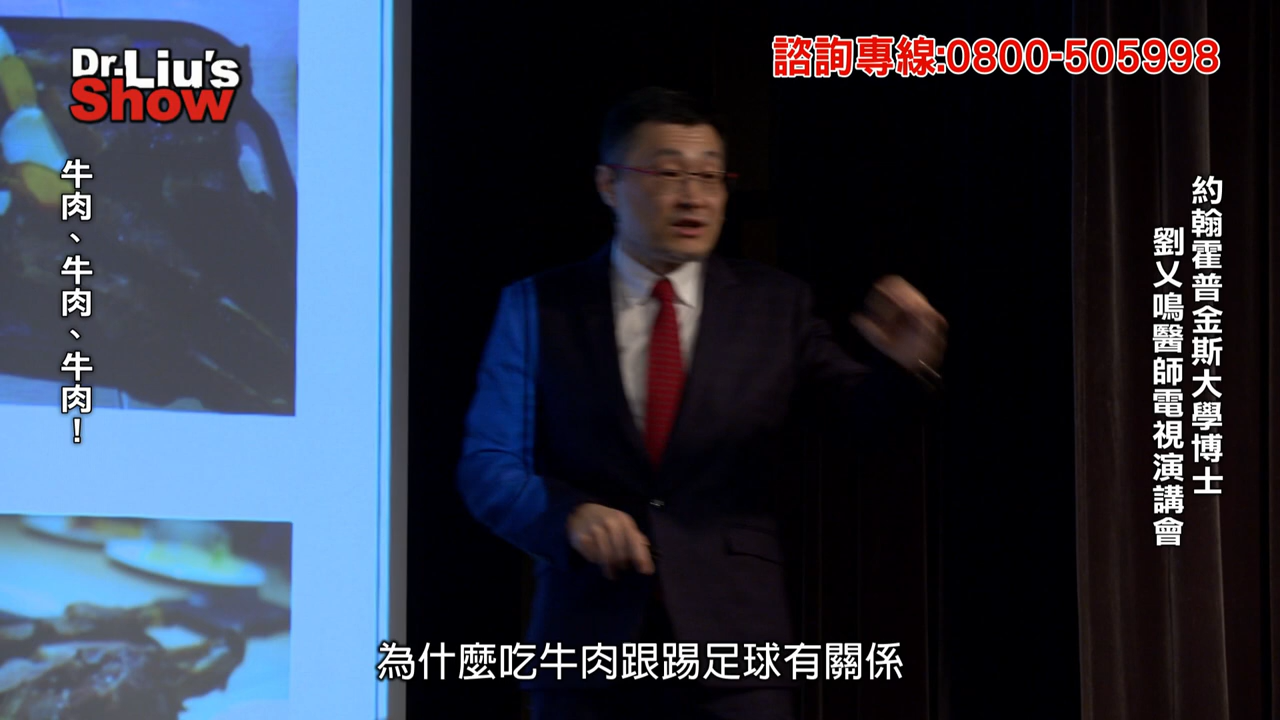 Dr.Liu's
Show
諮詢專線:0800-505998
牛肉、牛肉、牛肉！
約翰霍普金斯大學博士
劉乂鳴醫師電視演講會
為什麼吃牛肉跟踢足球有關係